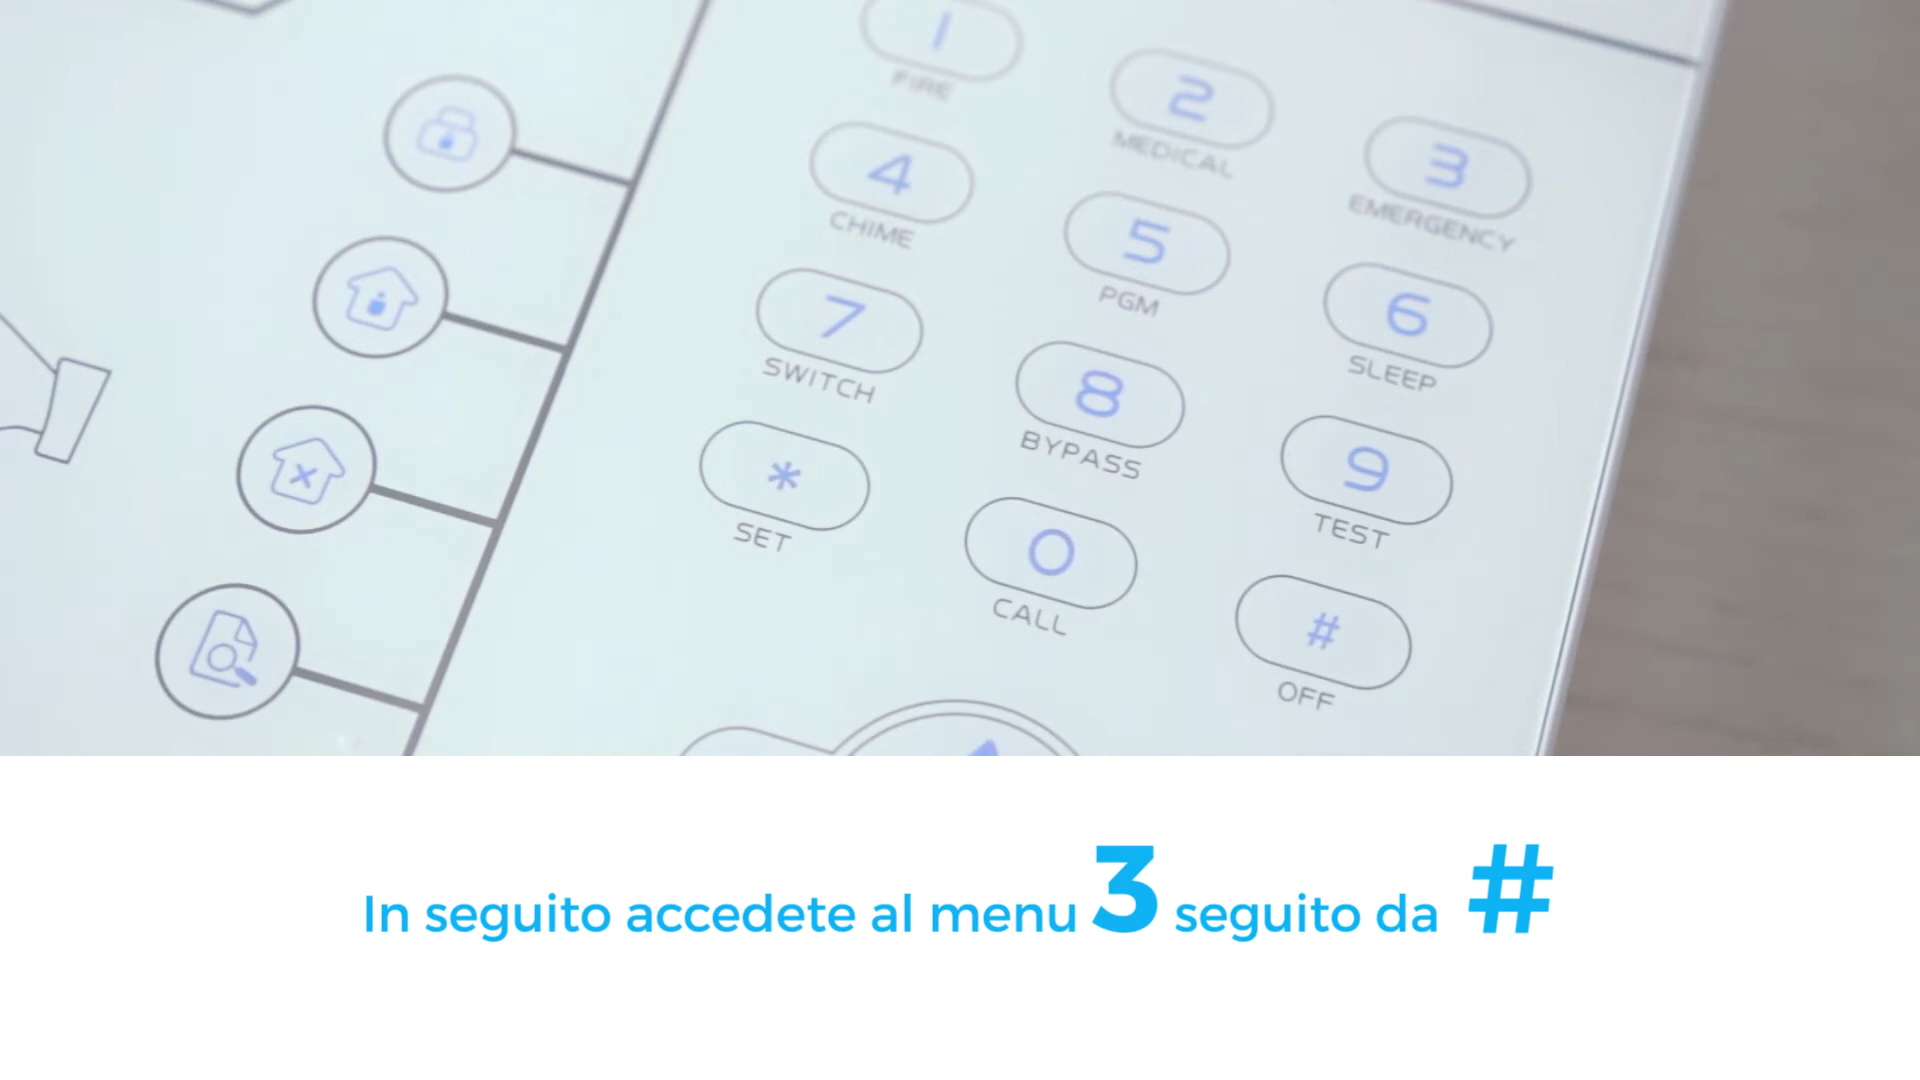 1
FIRE
2
MEDICAL
3
EMERGENCY
4
CHIME
5
PGM
6
SLEEP
7
SWITCH
8
BYPASS
9
TEST
*
SET
0
CALL
#
OFF
In seguito accedete al menu 3 seguito da #